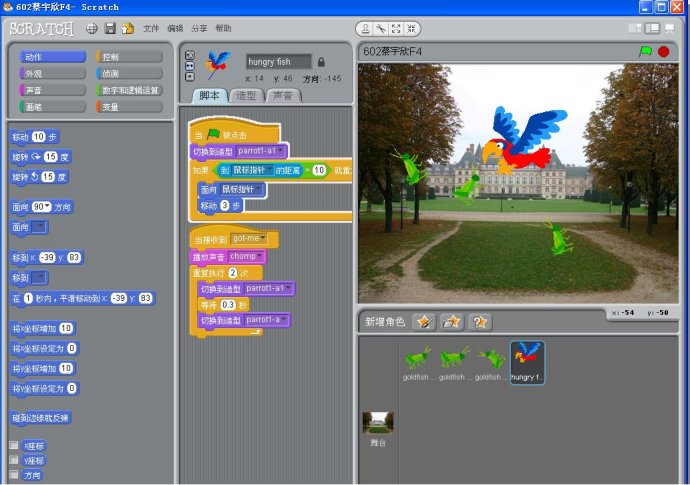 602蔡宇欣F4- Scratch
SCRATCH 文件 编辑 分享 帮助
动作 控制
外观 侦测
声音 数字和逻辑运算
画笔 变量
移动 10 步
旋转 15 度
旋转 15 度
面向 90 方向
面向
移到 x: -39 y: 83
移到
在 1 秒内，平滑移动到 x: -39 y: 83
将x坐标增加 10
将x坐标设定为 0
将y坐标增加 10
将y坐标设定为 0
碰到边缘就反弹
x座标
y座标
方向
hungry fish
x: 14 y: 46 方向: -145
脚本 造型 声音
当 被点击
切换到造型 parrot1-a1
如果 到 鼠标指针 的距离 > 10 就重
面向 鼠标指针
移动 3 步
当接收到 got-me
播放声音 chomp
重复执行 2 次
切换到造型 parrot1-a1
等待 0.3 秒
切换到造型 parrot1-a
602蔡宇欣F4
x: -54 y: -50
新增角色
goldfish ... goldfish ... goldfish ... hungry f...
舞台